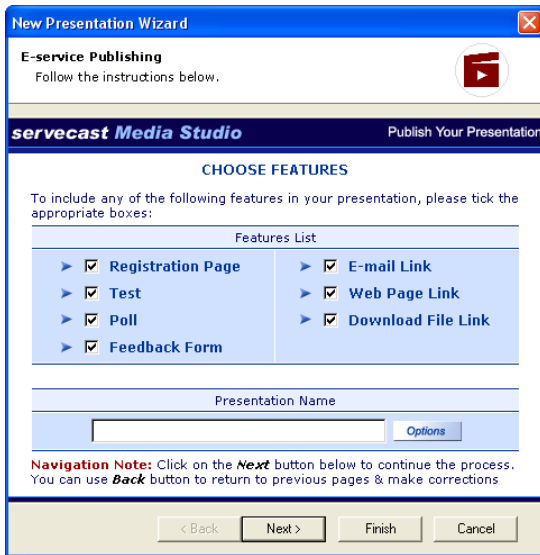 New Presentation Wizard
E-service Publishing
Follow the instructions below.
servecast Media Studio
Publish Your Presentation
CHOOSE FEATURES
To include any of the following features in your presentation, please tick the
appropriate boxes:
Features List
Registration Page
E-mail Link
Test
Web Page Link
Poll
Download File Link
Feedback Form
Presentation Name
Options
Navigation Note: Click on the Next button below to continue the process.
You can use Back button to return to previous pages & make corrections
< Back
Next >
Finish
Cancel